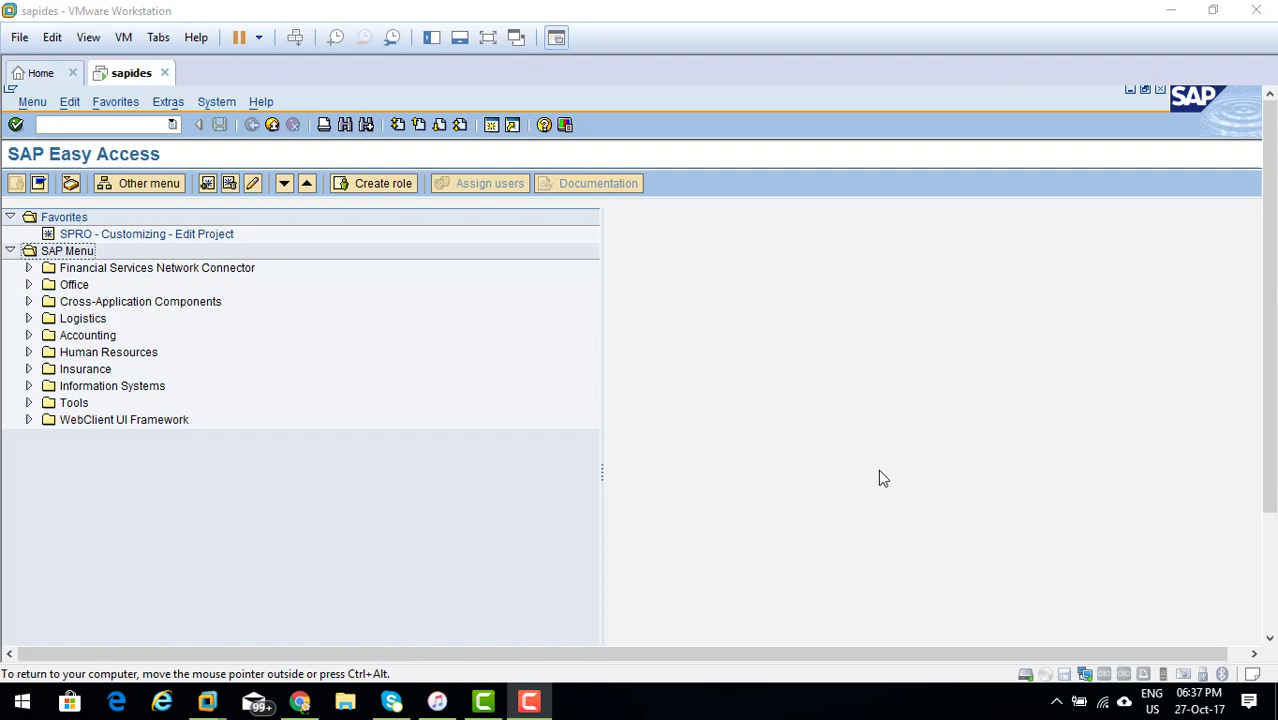 sapides - VMware Workstation
File Edit View VM Tabs Help
Home sapides
Menu Edit Favorites Extras System Help
SAP
SAP Easy Access
Other menu Create role Assign users Documentation
Favorites
SPRO - Customizing - Edit Project
SAP Menu
Financial Services Network Connector
Office
Cross-Application Components
Logistics
Accounting
Human Resources
Insurance
Information Systems
Tools
WebClient UI Framework
To return to your computer, move the mouse pointer outside or press Ctrl+Alt.
99+
ENG 06:37 PM
US 27-Oct-17